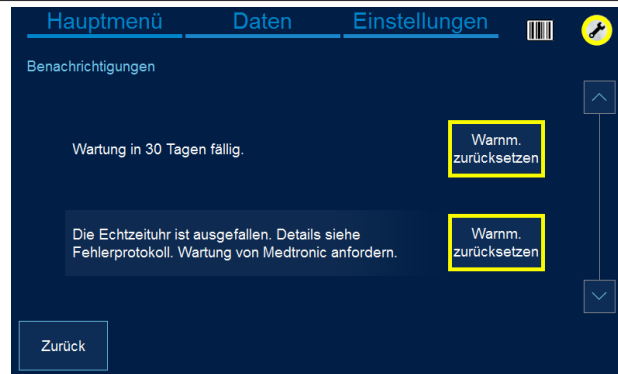 Hauptmenü Daten Einstellungen
Benachrichtigungen
Wartung in 30 Tagen fällig.
Warnm.
zurücksetzen
Die Echtzeituhr ist ausgefallen. Details siehe
Fehlerprotokoll. Wartung von Medtronic anfordern.
Warnm.
zurücksetzen
Zurück